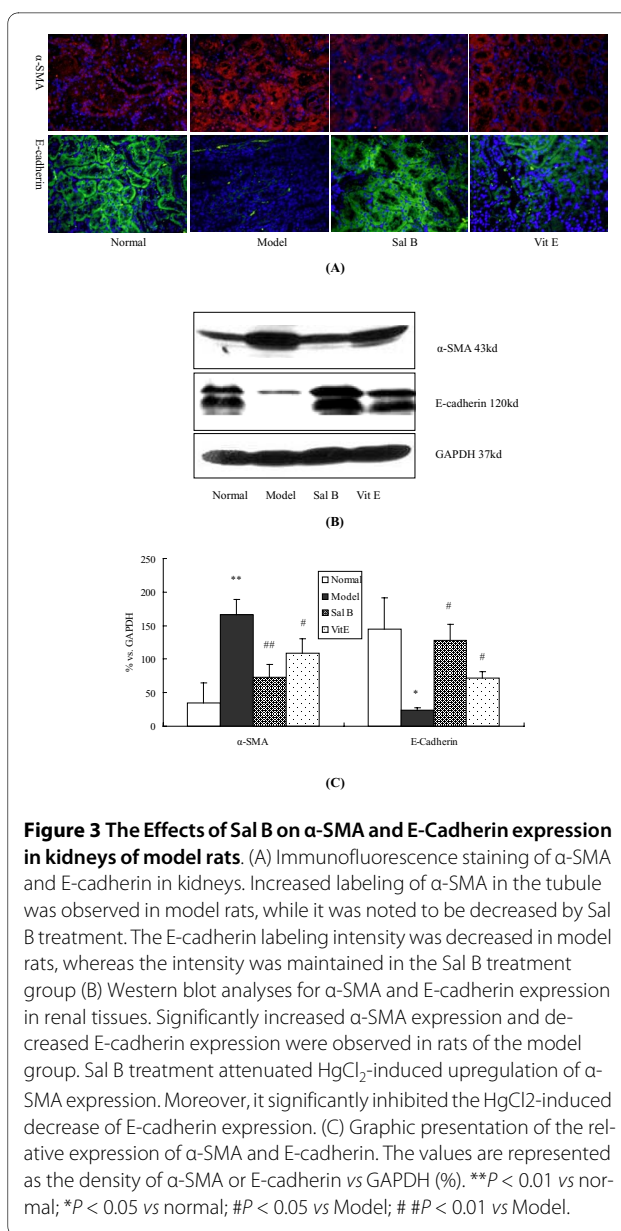 α-SMA
E-cadherin
Normal Model Sal B Vit E
(A)
α-SMA 43kd
E-cadherin 120kd
GAPDH 37kd
Normal Model Sal B Vit E
(B)
250
200
150
100
50
0
% vs. GAPDH
Normal
Model
Sal B
VitE
**
##
#
*
#
#
α-SMA E-Cadherin
(C)
Figure 3 The Effects of Sal B on α-SMA and E-Cadherin expression
in kidneys of model rats. (A) Immunofluorescence staining of α-SMA
and E-cadherin in kidneys. Increased labeling of α-SMA in the tubule
was observed in model rats, while it was noted to be decreased by Sal
B treatment. The E-cadherin labeling intensity was decreased in model
rats, whereas the intensity was maintained in the Sal B treatment
group (B) Western blot analyses for α-SMA and E-cadherin expression
in renal tissues. Significantly increased α-SMA expression and de-
creased E-cadherin expression were observed in rats of the model
group. Sal B treatment attenuated HgCl₂-induced upregulation of α-
SMA expression. Moreover, it significantly inhibited the HgCl2-induced
decrease of E-cadherin expression. (C) Graphic presentation of the rel-
ative expression of α-SMA and E-cadherin. The values are represented
as the density of α-SMA or E-cadherin vs GAPDH (%). **P < 0.01 vs nor-
mal; *P < 0.05 vs normal; #P < 0.05 vs Model; # #P < 0.01 vs Model.